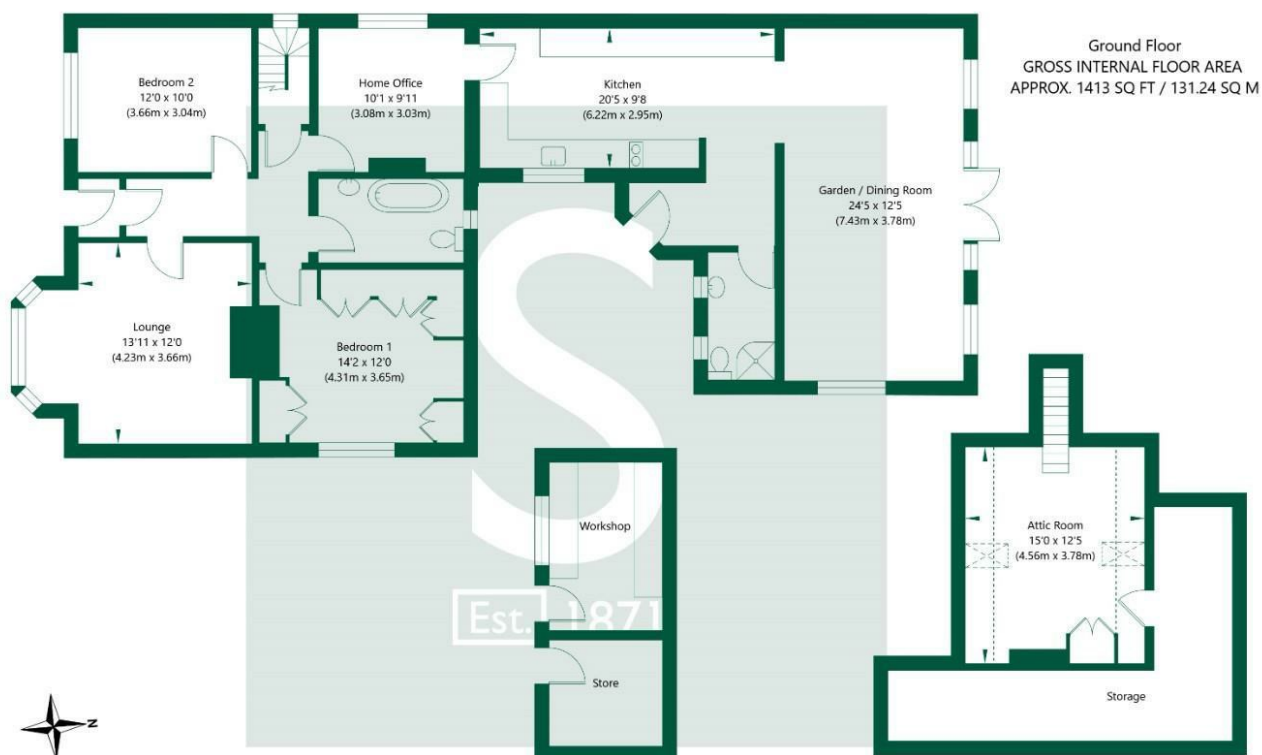 Ground Floor
GROSS INTERNAL FLOOR AREA
APPROX. 1413 SQ FT / 131.24 SQ M
Bedroom 2
12'0 x 10'0
(3.66m x 3.04m)
Home Office
10'1 x 9'11
(3.08m x 3.03m)
Kitchen
20'5 x 9'8
(6.22m x 2.95m)
Garden / Dining Room
24'5 x 12'5
(7.43m x 3.78m)
Lounge
13'11 x 12'0
(4.23m x 3.66m)
Bedroom 1
14'2 x 12'0
(4.31m x 3.65m)
S
Est. 1871
Workshop
Store
Attic Room
15'0 x 12'5
(4.56m x 3.78m)
Storage
N